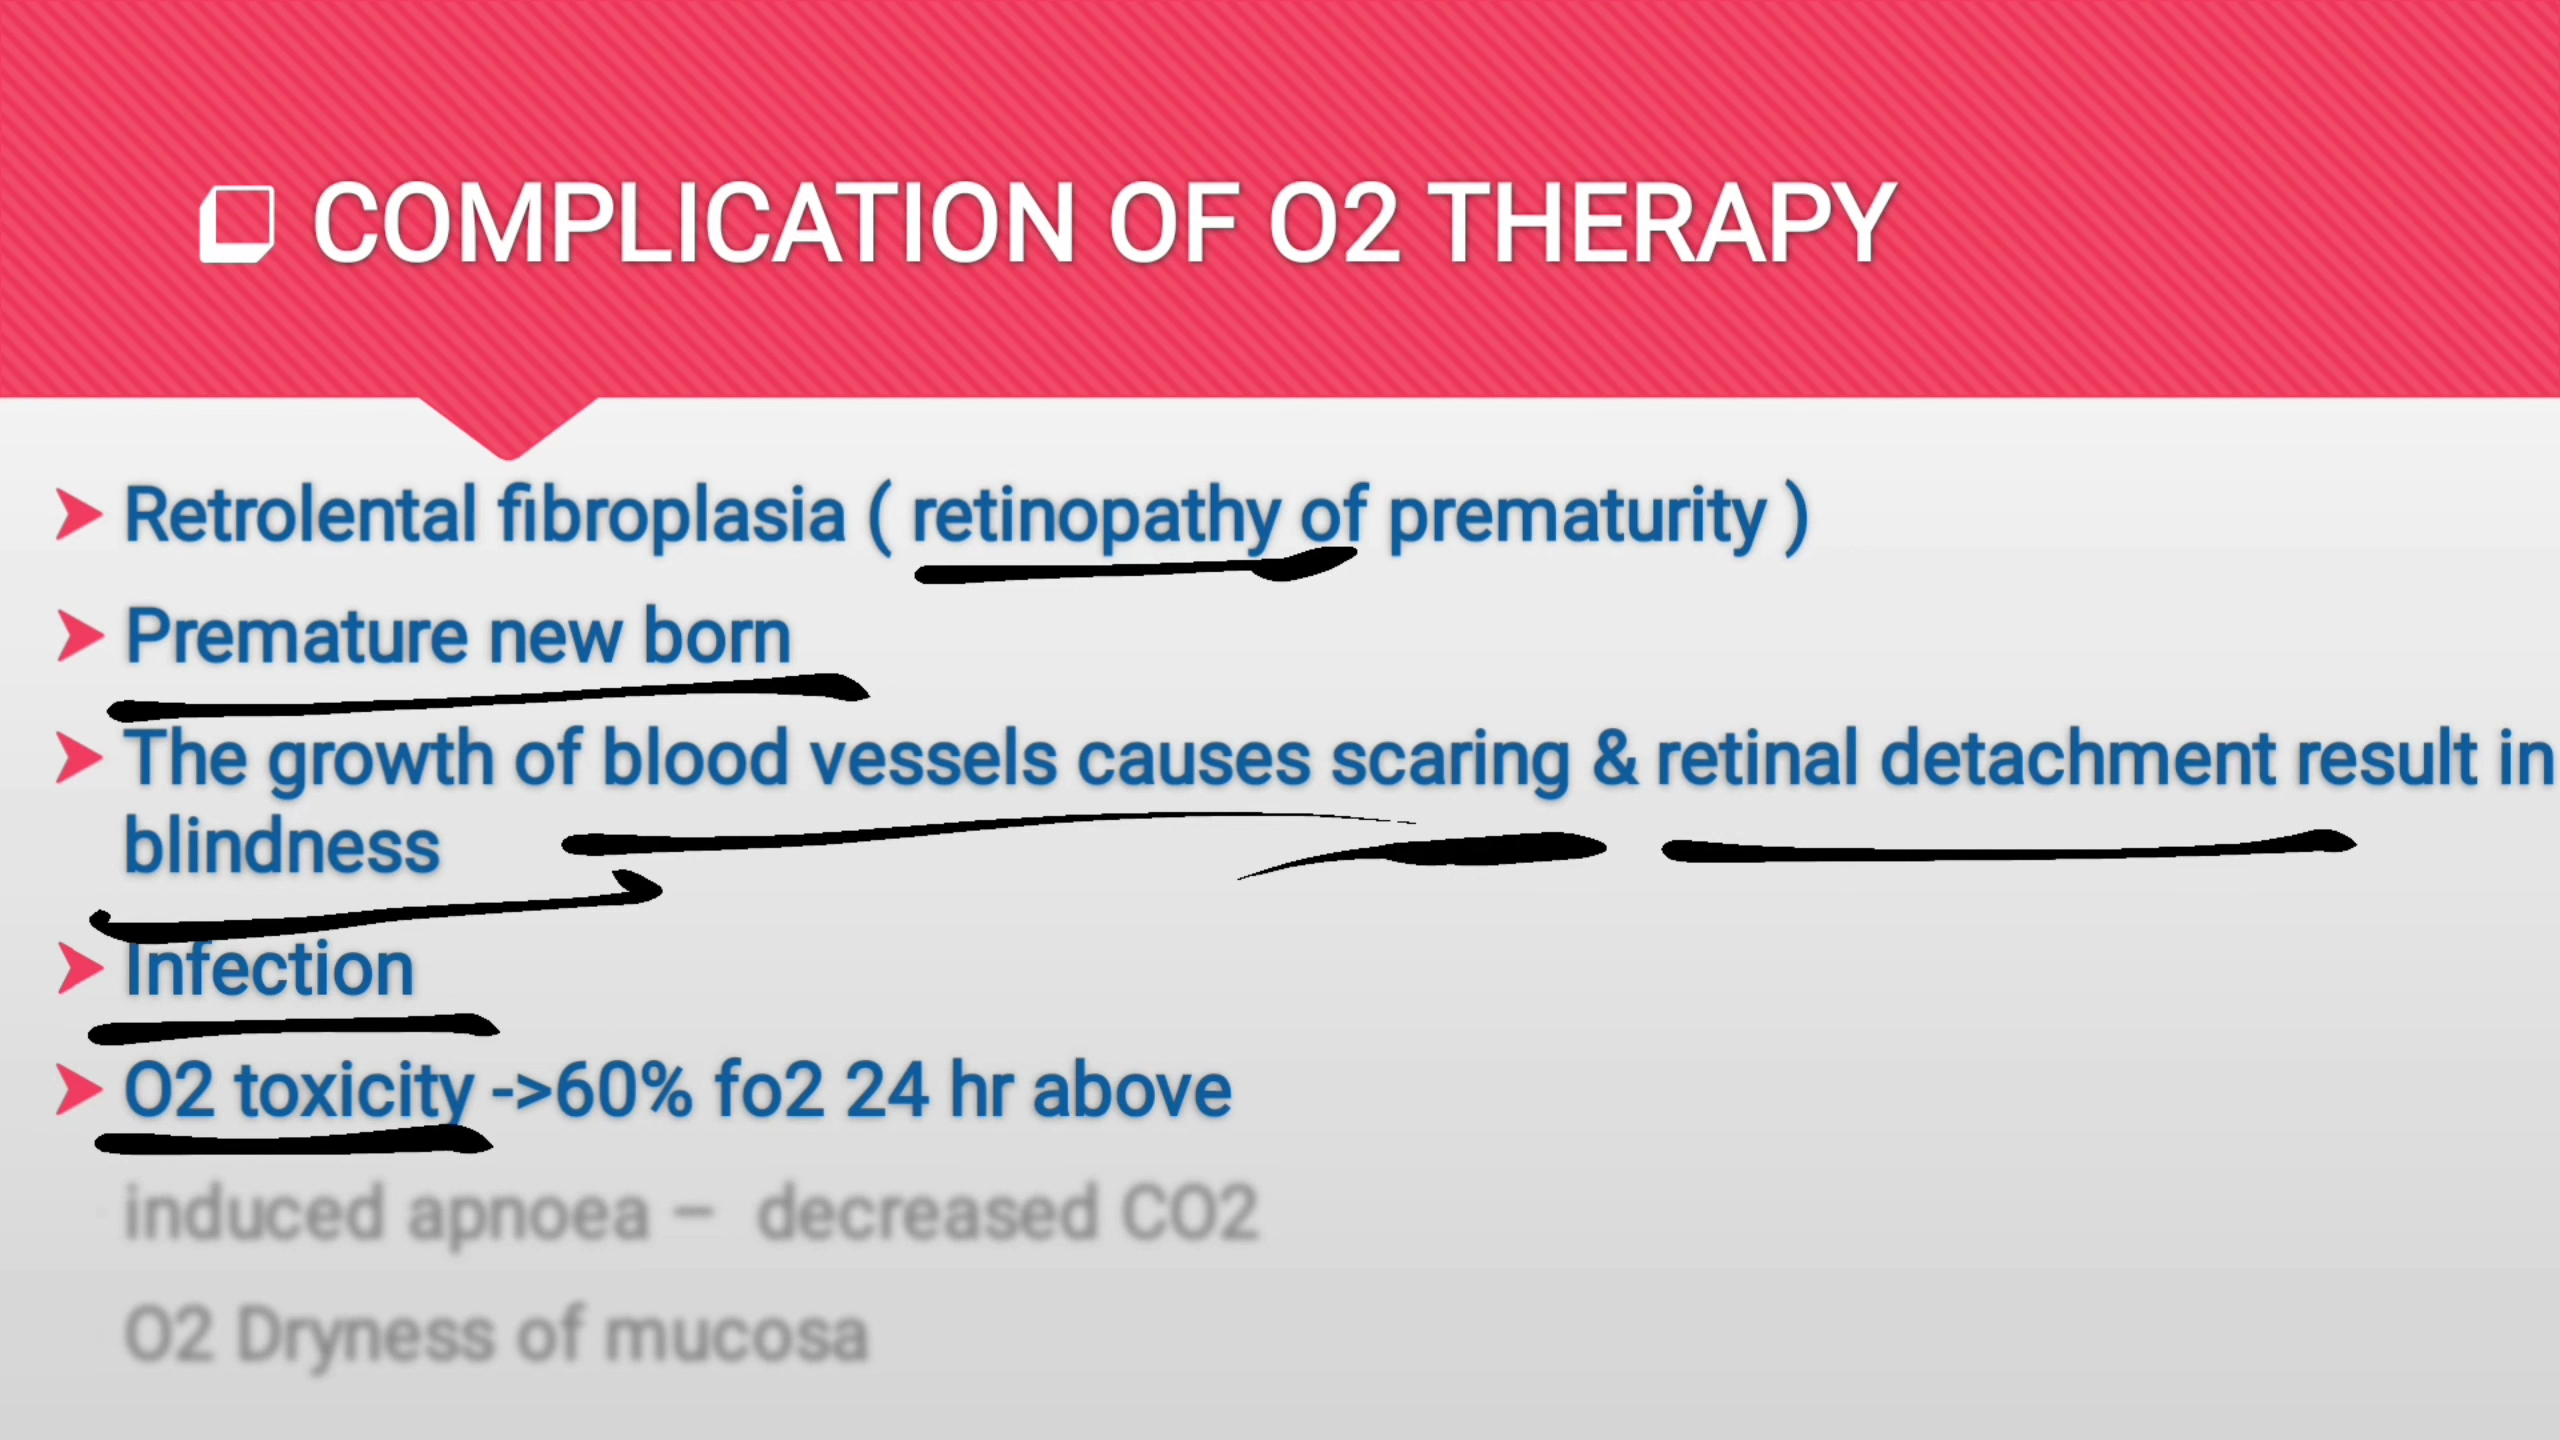 COMPLICATION OF O2 THERAPY
Retrolental fibroplasia ( retinopathy of prematurity )
Premature new born
The growth of blood vessels causes scaring & retinal detachment result in
blindness
Infection
O2 toxicity ->60% fo2 24 hr above
induced apnoea – decreased CO2
O2 Dryness of mucosa